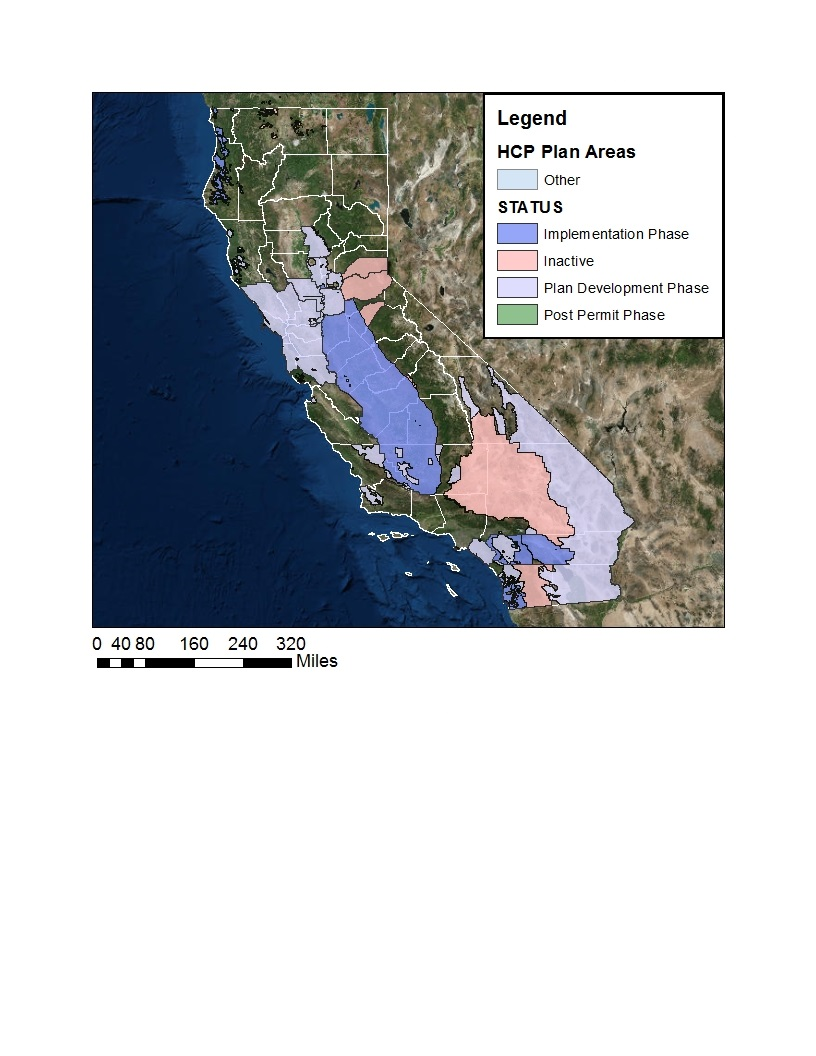 Legend
HCP Plan Areas
Other
STATUS
Implementation Phase
Inactive
Plan Development Phase
Post Permit Phase
0 40 80 160 240 320
Miles